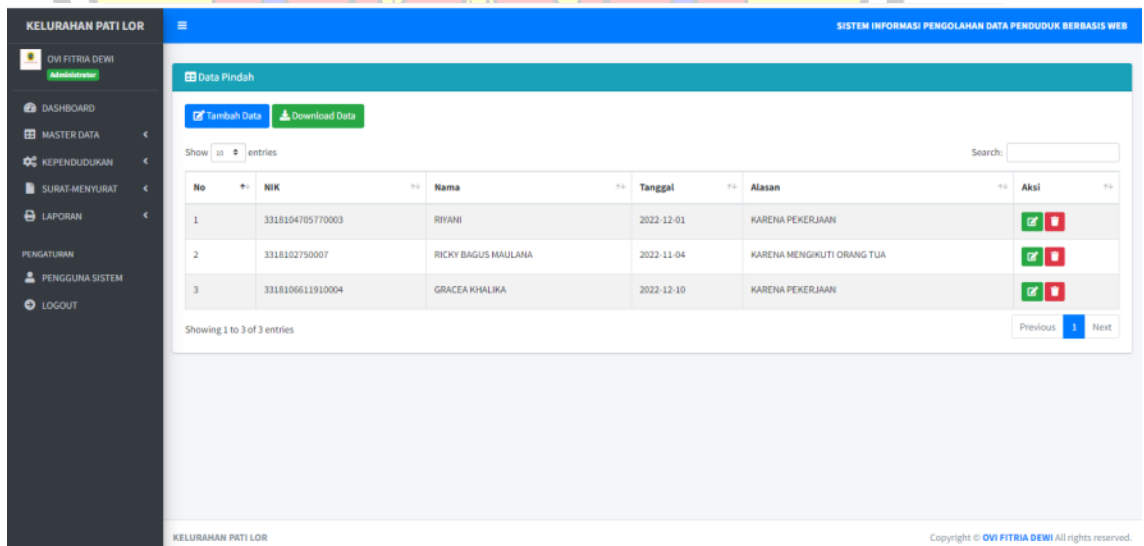 KELURAHAN PATI LOR
SISTEM INFORMASI PENGOLAHAN DATA PENDUDUK BERBASIS WEB
OVI FITRIA DEWI
Administrator
DASHBOARD
MASTER DATA
KEPENDUDUKAN
SURAT-MENYURAT
LAPORAN
PENGATURAN
PENGGUNA SISTEM
LOGOUT
Data Pindah
Tambah Data Download Data
Show 10 entries Search:
No NIK Nama Tanggal Alasan Aksi
1 3318104705770003 RIYANI 2022-12-01 KARENA PEKERJAAN
2 3318102750007 RICKY BAGUS MAULANA 2022-11-04 KARENA MENGIKUTI ORANG TUA
3 3318106611910004 GRACEA KHALIKA 2022-12-10 KARENA PEKERJAAN
Showing 1 to 3 of 3 entries Previous 1 Next
KELURAHAN PATI LOR Copyright © OVI FITRIA DEWI All rights reserved.